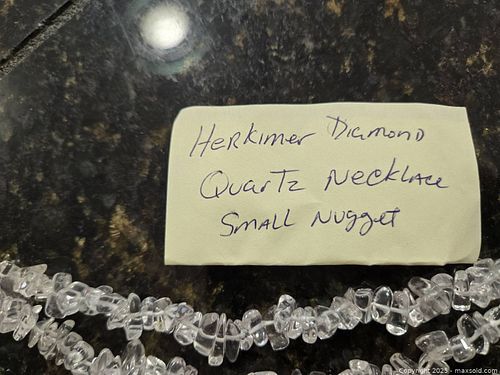 Herkimer Diamond
Quartz Necklace
Small Nugget
Copyright 2025 - maxsold.com